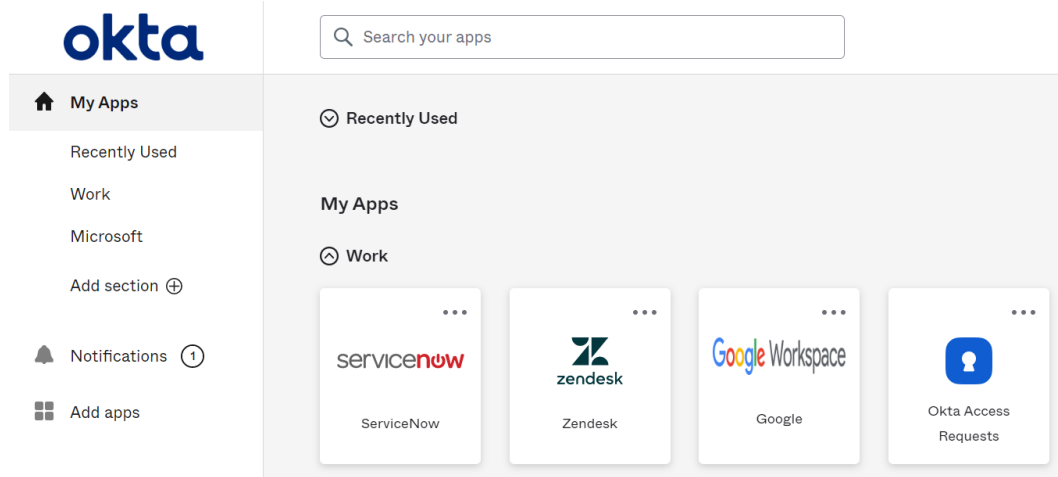 okta
Search your apps
My Apps
Recently Used
Work
Microsoft
Add section
Notifications 1
Add apps
Recently Used
My Apps
Work
servicenow
ServiceNow
zendesk
Zendesk
Google Workspace
Google
Okta Access
Requests